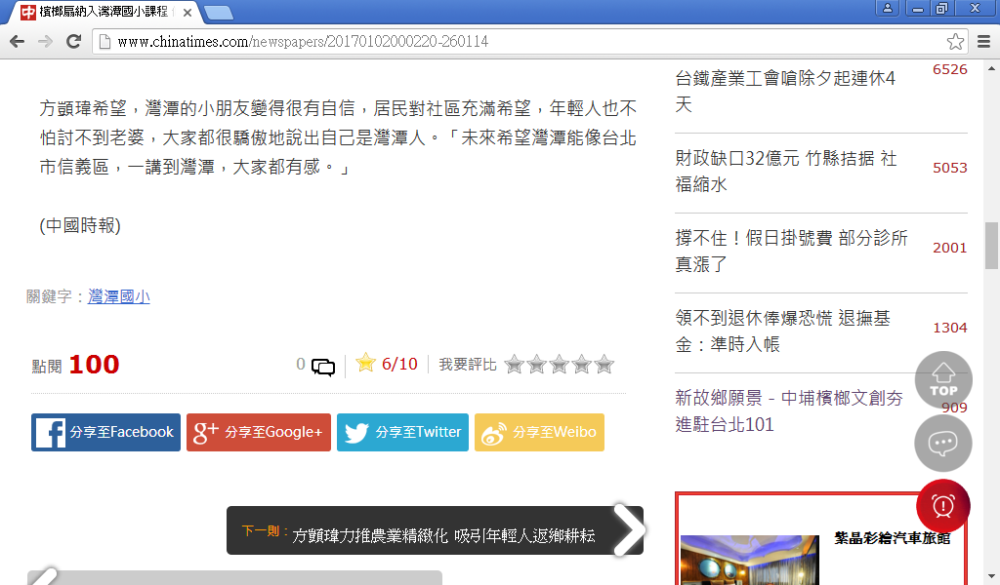 檳榔扇納入灣潭國小課程
www.chinatimes.com/newspapers/20170102000220-260114
方顗瑋希望，灣潭的小朋友變得很有自信，居民對社區充滿希望，年輕人也不
怕討不到老婆，大家都很驕傲地說出自己是灣潭人。「未來希望灣潭能像台北
市信義區，一講到灣潭，大家都有感。」
(中國時報)
關鍵字：灣潭國小
點閱 100
0 6/10 我要評比
分享至Facebook 分享至Google+ 分享至Twitter 分享至Weibo
下一則：方顗瑋力推農業精緻化 吸引年輕人返鄉耕耘
台鐵產業工會嗆除夕起連休4 6526
天
財政缺口32億元 竹縣拮据 社 5053
福縮水
撐不住！假日掛號費 部分診所 2001
真漲了
領不到退休俸爆恐慌 退撫基 1304
金：準時入帳
新故鄉願景－中埔檳榔文創夯 909
進駐台北101
TOP
紫晶彩繪汽車旅館